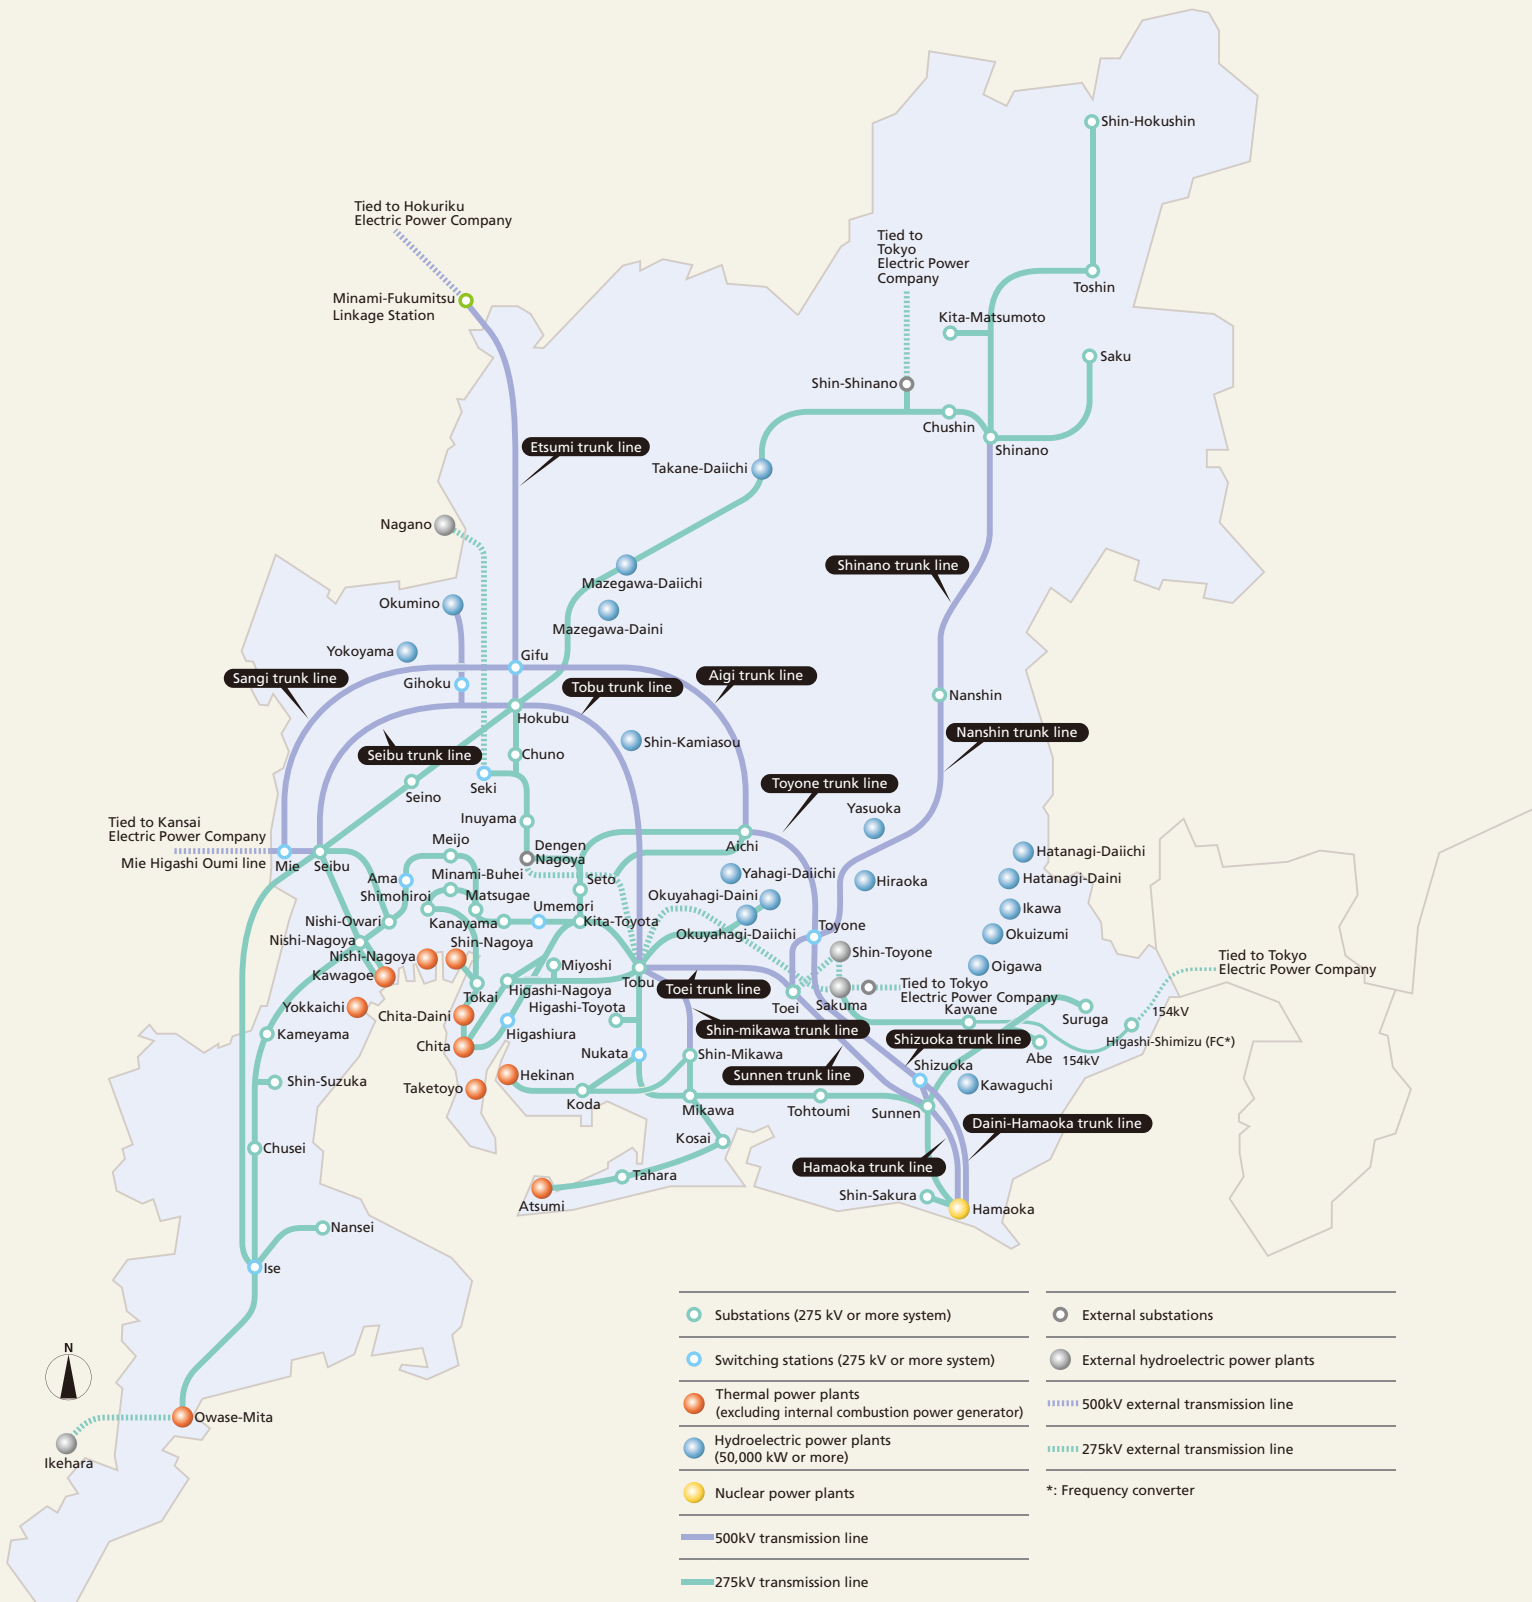 Shin-Hokushin
Tied to Hokuriku
Electric Power Company
Tied to
Tokyo
Electric Power
Company
Toshin
Minami-Fukumitsu
Linkage Station
Kita-Matsumoto
Saku
Shin-Shinano
Chushin
Shinano
Etsumi trunk line
Takane-Daiichi
Nagano
Shinano trunk line
Mazegawa-Daiichi
Okumino
Mazegawa-Daini
Yokoyama
Gifu
Sangi trunk line
Gihoku
Aigi trunk line
Tobu trunk line
Nanshin
Hokubu
Nanshin trunk line
Shin-Kamiasou
Seibu trunk line
Chuno
Seki
Seino
Toyone trunk line
Yasuoka
Inuyama
Tied to Kansai
Electric Power Company
Mie Higashi Oumi line
Mie
Seibu
Meijo
Dengen
Nagoya
Aichi
Hatanagi-Daiichi
Ama
Minami-Buhei
Seto
Yahagi-Daiichi
Hiraoka
Hatanagi-Daini
Shimohiroi
Matsugae
Okuyahagi-Daini
Umemori
Ikawa
Nishi-Owari
Kanayama
Kita-Toyota
Okuyahagi-Daiichi
Toyone
Okuizumi
Nishi-Nagoya
Shin-Nagoya
Nishi-Nagoya
Shin-Toyone
Tied to Tokyo
Electric Power Company
Kawagoe
Miyoshi
Oigawa
Tobu
Toei trunk line
Tied to Tokyo
Electric Power Company
Tokai
Higashi-Nagoya
Toei
Sakuma
Yokkaichi
Chita-Daini
Higashi-Toyota
Kawane
Suruga
154kV
Kameyama
Higashiura
Shin-mikawa trunk line
Shizuoka trunk line
Higashi-Shimizu (FC*)
Chita
Nukata
Shin-Mikawa
Abe
154kV
Shizuoka
Shin-Suzuka
Taketoyo
Hekinan
Sunnen trunk line
Kawaguchi
Koda
Mikawa
Tohtoumi
Sunnen
Daini-Hamaoka trunk line
Chusei
Kosai
Hamaoka trunk line
Tahara
Shin-Sakura
Atsumi
Hamaoka
Nansei
Ise
N
Owase-Mita
Ikehara
Substations (275 kV or more system)
Switching stations (275 kV or more system)
Thermal power plants
(excluding internal combustion power generator)
Hydroelectric power plants
(50,000 kW or more)
Nuclear power plants
500kV transmission line
275kV transmission line
External substations
External hydroelectric power plants
500kV external transmission line
275kV external transmission line
*: Frequency converter